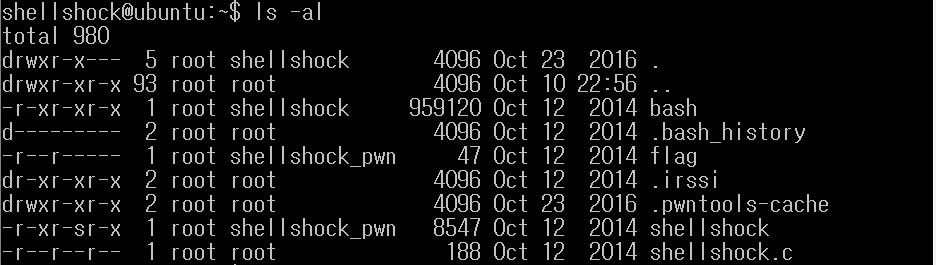 shellshock@ubuntu:~$ ls -al
total 980
drwxr-x---  5 root shellshock       4096 Oct 23  2016 .
drwxr-xr-x 93 root root             4096 Oct 10 22:56 ..
-r-xr-xr-x  1 root shellshock     959120 Oct 12  2014 bash
d---------  2 root root             4096 Oct 12  2014 .bash_history
-r--r-----  1 root shellshock_pwn     47 Oct 12  2014 flag
dr-xr-xr-x  2 root root             4096 Oct 12  2014 .irssi
drwxr-xr-x  2 root root             4096 Oct 23  2016 .pwntools-cache
-r-xr-sr-x  1 root shellshock_pwn   8547 Oct 12  2014 shellshock
-r--r--r--  1 root root              188 Oct 12  2014 shellshock.c